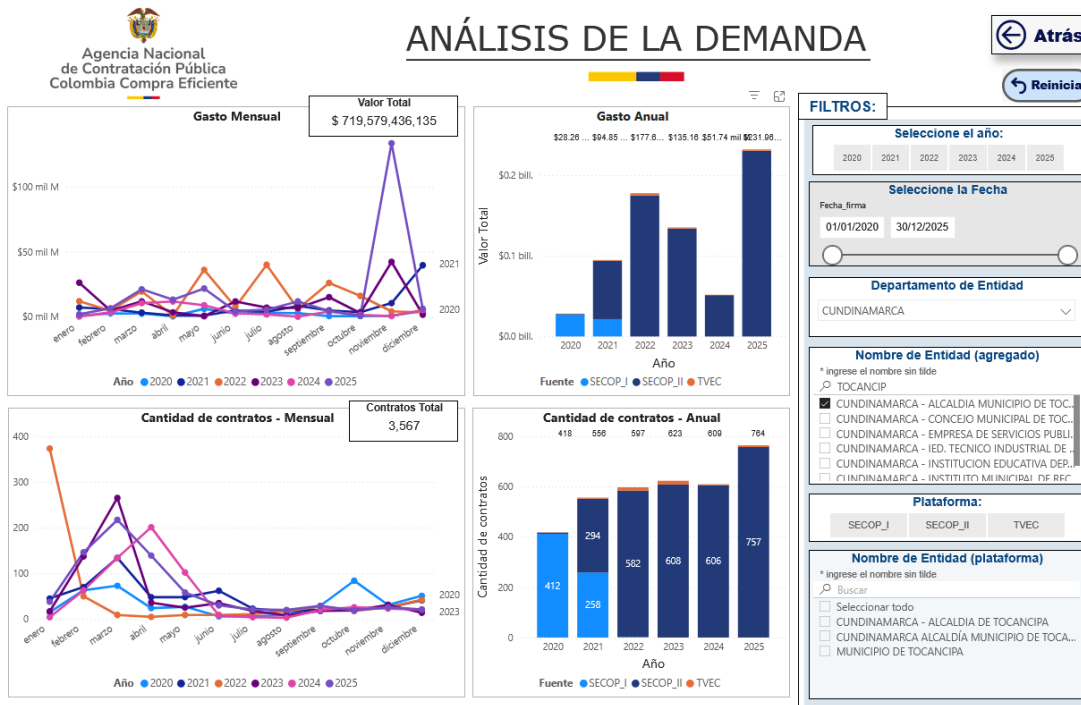 Agencia Nacional
de Contratación Pública
Colombia Compra Eficiente
ANÁLISIS DE LA DEMANDA
Atrás
Reinicia
Gasto Mensual
Valor Total
$ 719,579,436,135
$100 mil M
$50 mil M
$0 mil M
2021
2020
enero
febrero
marzo
abril
mayo
junio
julio
agosto
septiembre
octubre
noviembre
diciembre
Año 2020 2021 2022 2023 2024 2025
Gasto Anual
$28.26 ... $94.85 ... $177.6... $135.16 $51.74 mil $231.96...
Valor Total
$0.2 bill.
$0.1 bill.
$0.0 bill.
2020 2021 2022 2023 2024 2025
Año
Fuente SECOP_I SECOP_II TVEC
Cantidad de contratos - Mensual
Contratos Total
3,567
400
300
200
100
0
2020
2023
enero
febrero
marzo
abril
mayo
junio
julio
agosto
septiembre
octubre
noviembre
diciembre
Año 2020 2021 2022 2023 2024 2025
Cantidad de contratos - Anual
418 556 597 623 609 764
Cantidad de contratos
800
600
400
200
0
412
294
258
582
608
606
757
2020 2021 2022 2023 2024 2025
Año
Fuente SECOP_I SECOP_II TVEC
FILTROS:
Seleccione el año:
2020 2021 2022 2023 2024 2025
Seleccione la Fecha
Fecha_firma
01/01/2020 30/12/2025
Departamento de Entidad
CUNDINAMARCA
Nombre de Entidad (agregado)
* ingrese el nombre sin tilde
TOCANCIP
CUNDINAMARCA - ALCALDIA MUNICIPIO DE TOC...
CUNDINAMARCA - CONCEJO MUNICIPAL DE TOC...
CUNDINAMARCA - EMPRESA DE SERVICIOS PUBLI...
CUNDINAMARCA - IED. TECNICO INDUSTRIAL DE ...
CUNDINAMARCA - INSTITUCION EDUCATIVA DEP...
CUNDINAMARCA - INSTITUTO MUNICIPAL DE REC...
Plataforma:
SECOP_I SECOP_II TVEC
Nombre de Entidad (plataforma)
* ingrese el nombre sin tilde
Buscar
Seleccionar todo
CUNDINAMARCA - ALCALDIA DE TOCANCIPA
CUNDINAMARCA ALCALDÍA MUNICIPIO DE TOCA...
MUNICIPIO DE TOCANCIPA